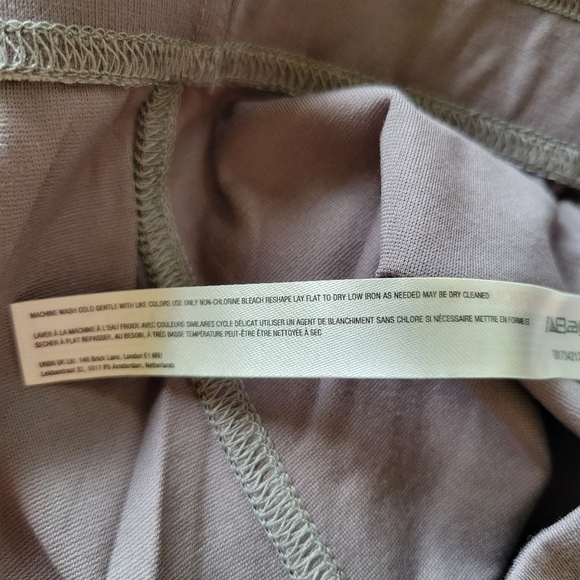 MACHINE WASH COLD GENTLE WITH LIKE COLORS USE ONLY NON-CHLORINE BLEACH RESHAPE LAY FLAT TO DRY LOW IRON AS NEEDED MAY BE DRY CLEANED
LAVER À LA MACHINE À L'EAU FROIDE AVEC COULEURS SIMILAIRES CYCLE DÉLICAT UTILISER UN AGENT DE BLANCHIMENT SANS CHLORE SI NÉCESSAIRE METTRE EN FORME ET
SÉCHER À PLAT REPASSER, AU BESOIN, À TRÈS BASSE TEMPÉRATURE PEUT-ÊTRE ÊTRE NETTOYÉE À SEC
URBN UK Ltd. 146 Brick Lane, London E1 6RU
Leidsestraat 32, 1017 PB Amsterdam, Netherlands